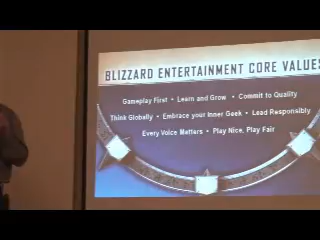 BLIZZARD ENTERTAINMENT CORE VALUES
Gameplay First • Learn and Grow • Commit to Quality
Think Globally • Embrace your Inner Geek • Lead Responsibly
Every Voice Matters • Play Nice, Play Fair